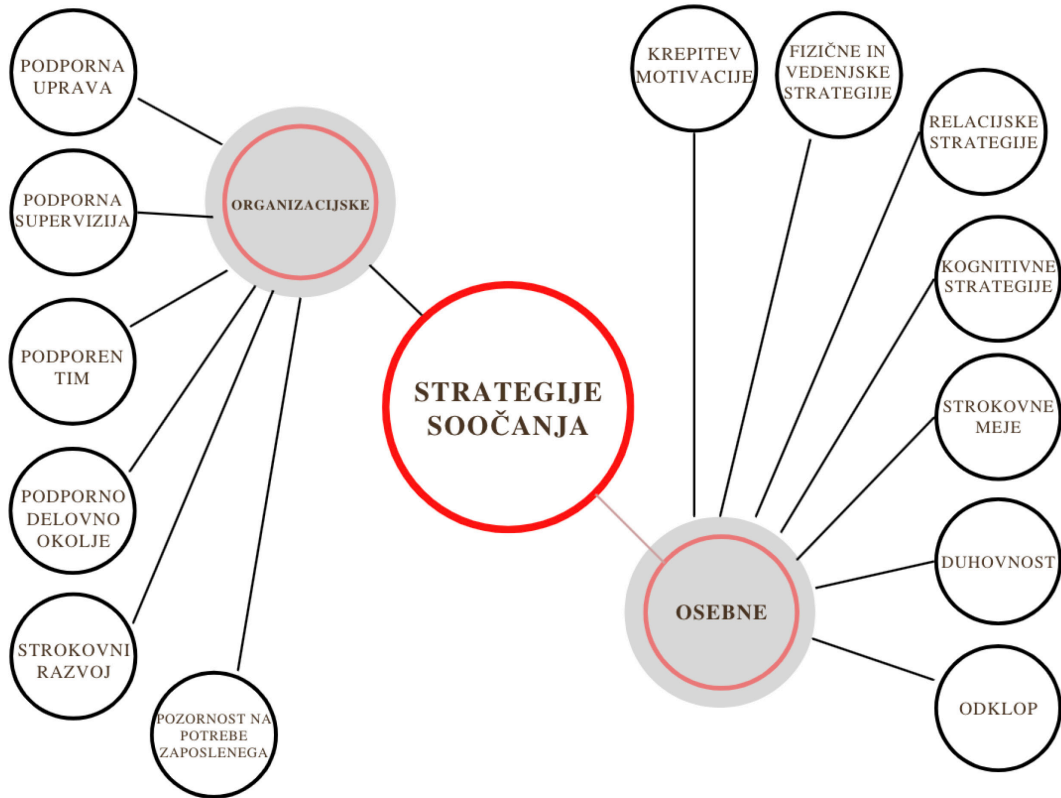 STRATEGIJE
SOOČANJA
ORGANIZACIJSKE
PODPORNA
UPRAVA
PODPORNA
SUPERVIZIJA
PODPOREN
TIM
PODPORNO
DELOVNO
OKOLJE
STROKOVNI
RAZVOJ
POZORNOST NA
POTREBE
ZAPOSLENEGA
OSEBNE
KREPITEV
MOTIVACIJE
FIZIČNE IN
VEDENJSKE
STRATEGIJE
RELACIJSKE
STRATEGIJE
KOGNITIVNE
STRATEGIJE
STROKOVNE
MEJE
DUHOVNOST
ODKLOP